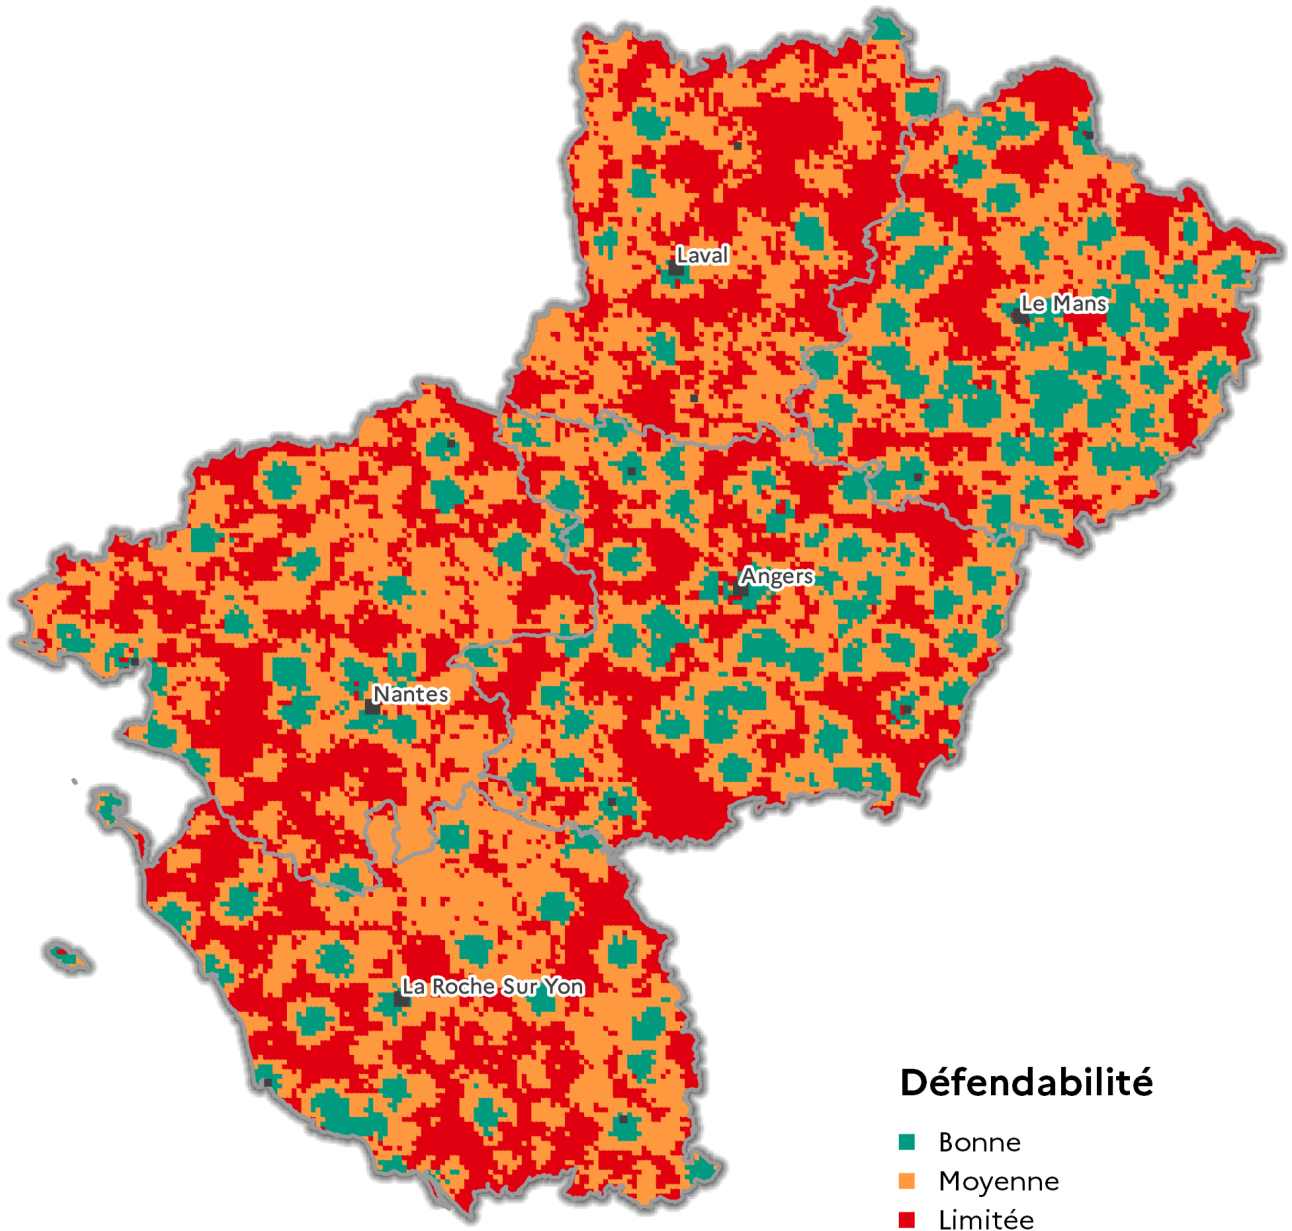 Laval
Le Mans
Angers
Nantes
La Roche Sur Yon
Défendabilité
Bonne
Moyenne
Limitée